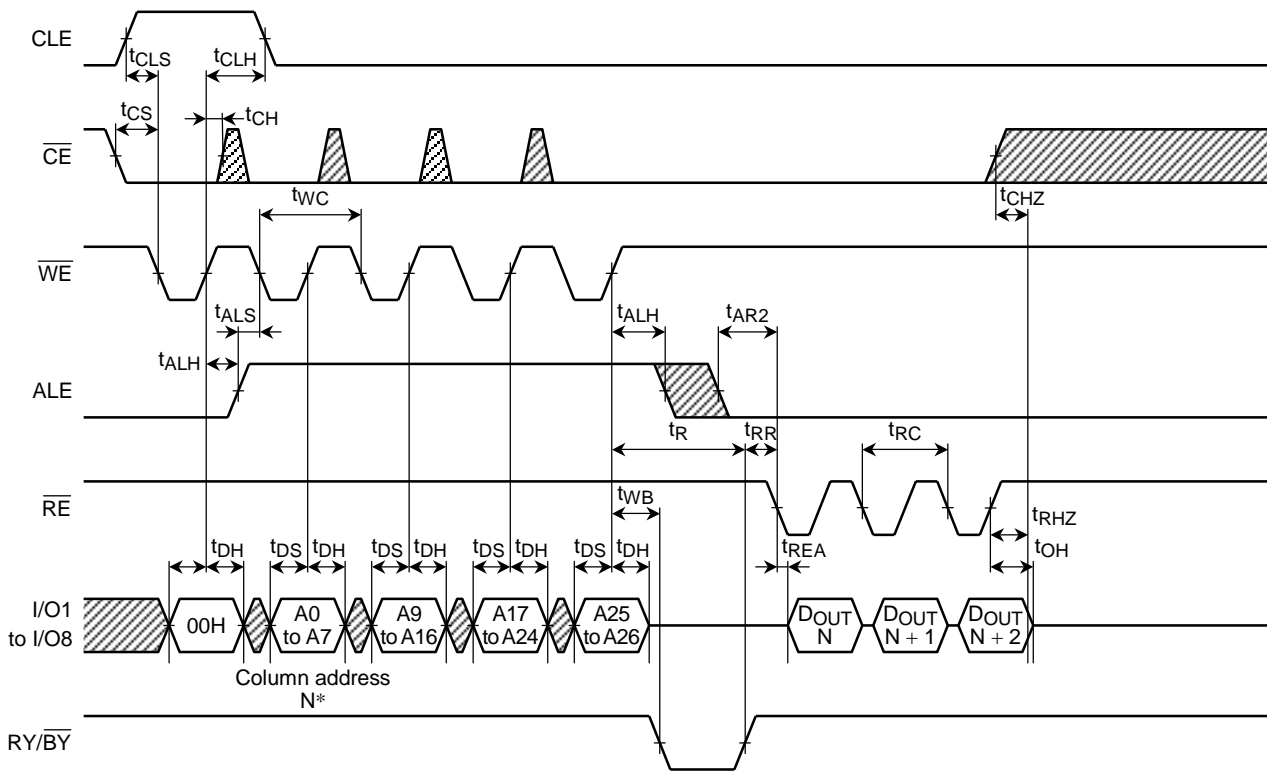 CLE
tCLS
tCLH
tCS
tCH
CE
tWC
tCHZ
WE
tALS
tALH
tAR2
tALH
ALE
tR
tRR
tRC
RE
tWB
tRHZ
tREA
tOH
tDH
tDS
tDH
tDS
tDH
tDS
tDH
tDS
tDH
I/O1
to I/O8
00H
A0
to A7
A9
to A16
A17
to A24
A25
to A26
DOUT
N
DOUT
N + 1
DOUT
N + 2
Column address
N*
RY/BY